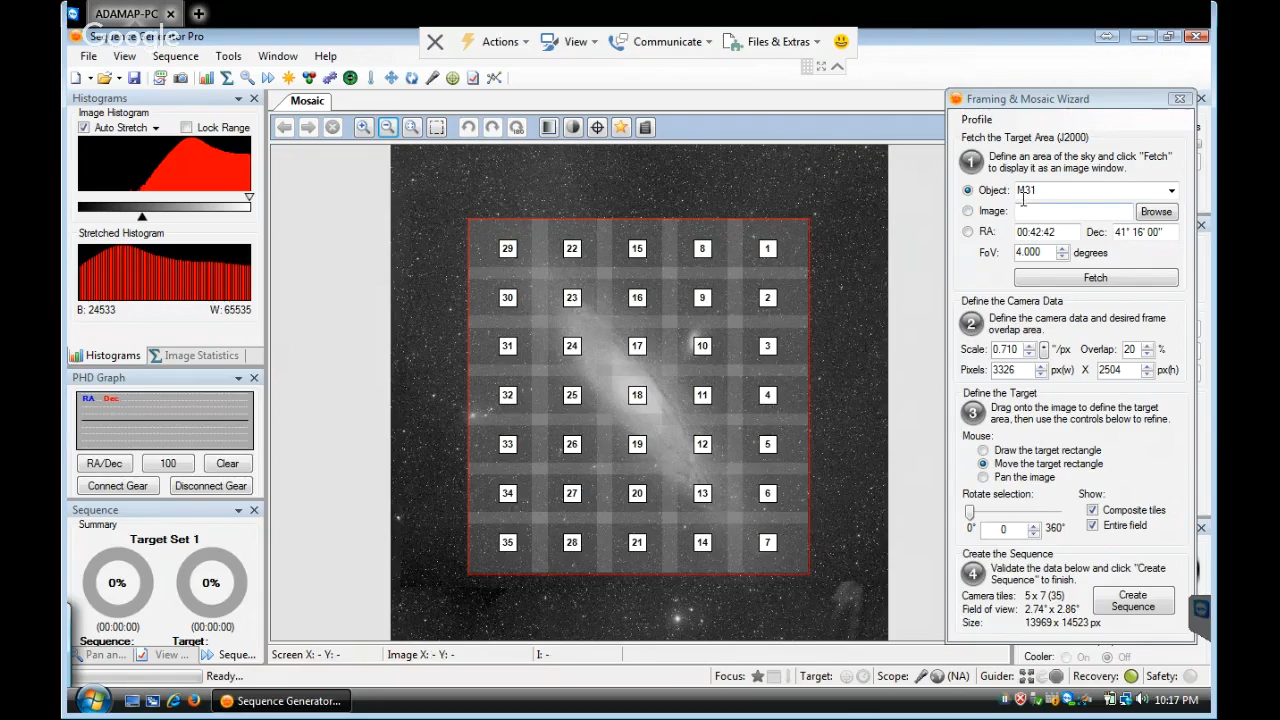 ADAMAP-PC
Google
Sequence Generator Pro
Actions
View
Communicate
Files & Extras
File View Sequence Tools Window Help
Histograms
Image Histogram
Auto Stretch
Lock Range
Stretched Histogram
B: 24533
W: 65535
Histograms
Image Statistics
PHD Graph
RA Dec
RA/Dec
100
Clear
Connect Gear
Disconnect Gear
Sequence
Summary
Target Set 1
0%
0%
(00:00:00)
(00:00:00)
Sequence:
Target:
Pan an...
View ...
Seque...
Mosaic
29 22 15 8 1
30 23 16 9 2
31 24 17 10 3
32 25 18 11 4
33 26 19 12 5
34 27 20 13 6
35 28 21 14 7
Screen X: - Y: -
Image X: - Y: -
I: -
Framing & Mosaic Wizard
Profile
Fetch the Target Area (J2000)
1
Define an area of the sky and click "Fetch"
to display it as an image window.
Object: M31
Image:
Browse
RA: 00:42:42 Dec: 41° 16' 00"
FoV: 4.000 degrees
Fetch
Define the Camera Data
2
Define the camera data and desired frame
overlap area.
Scale: 0.710 "/px Overlap: 20 %
Pixels: 3326 px(w) X 2504 px(h)
Define the Target
3
Drag onto the image to define the target
area, then use the controls below to refine.
Mouse:
Draw the target rectangle
Move the target rectangle
Pan the image
Rotate selection:
Show:
Composite tiles
Entire field
0° 0 360°
Create the Sequence
4
Validate the data below and click "Create
Sequence" to finish.
Camera tiles: 5 x 7 (35)
Field of view: 2.74° x 2.86°
Size: 13969 x 14523 px
Create
Sequence
Cooler: On Off
Ready...
Focus:
Target:
Scope: (NA)
Guider:
Recovery:
Safety:
Sequence Generator...
10:17 PM